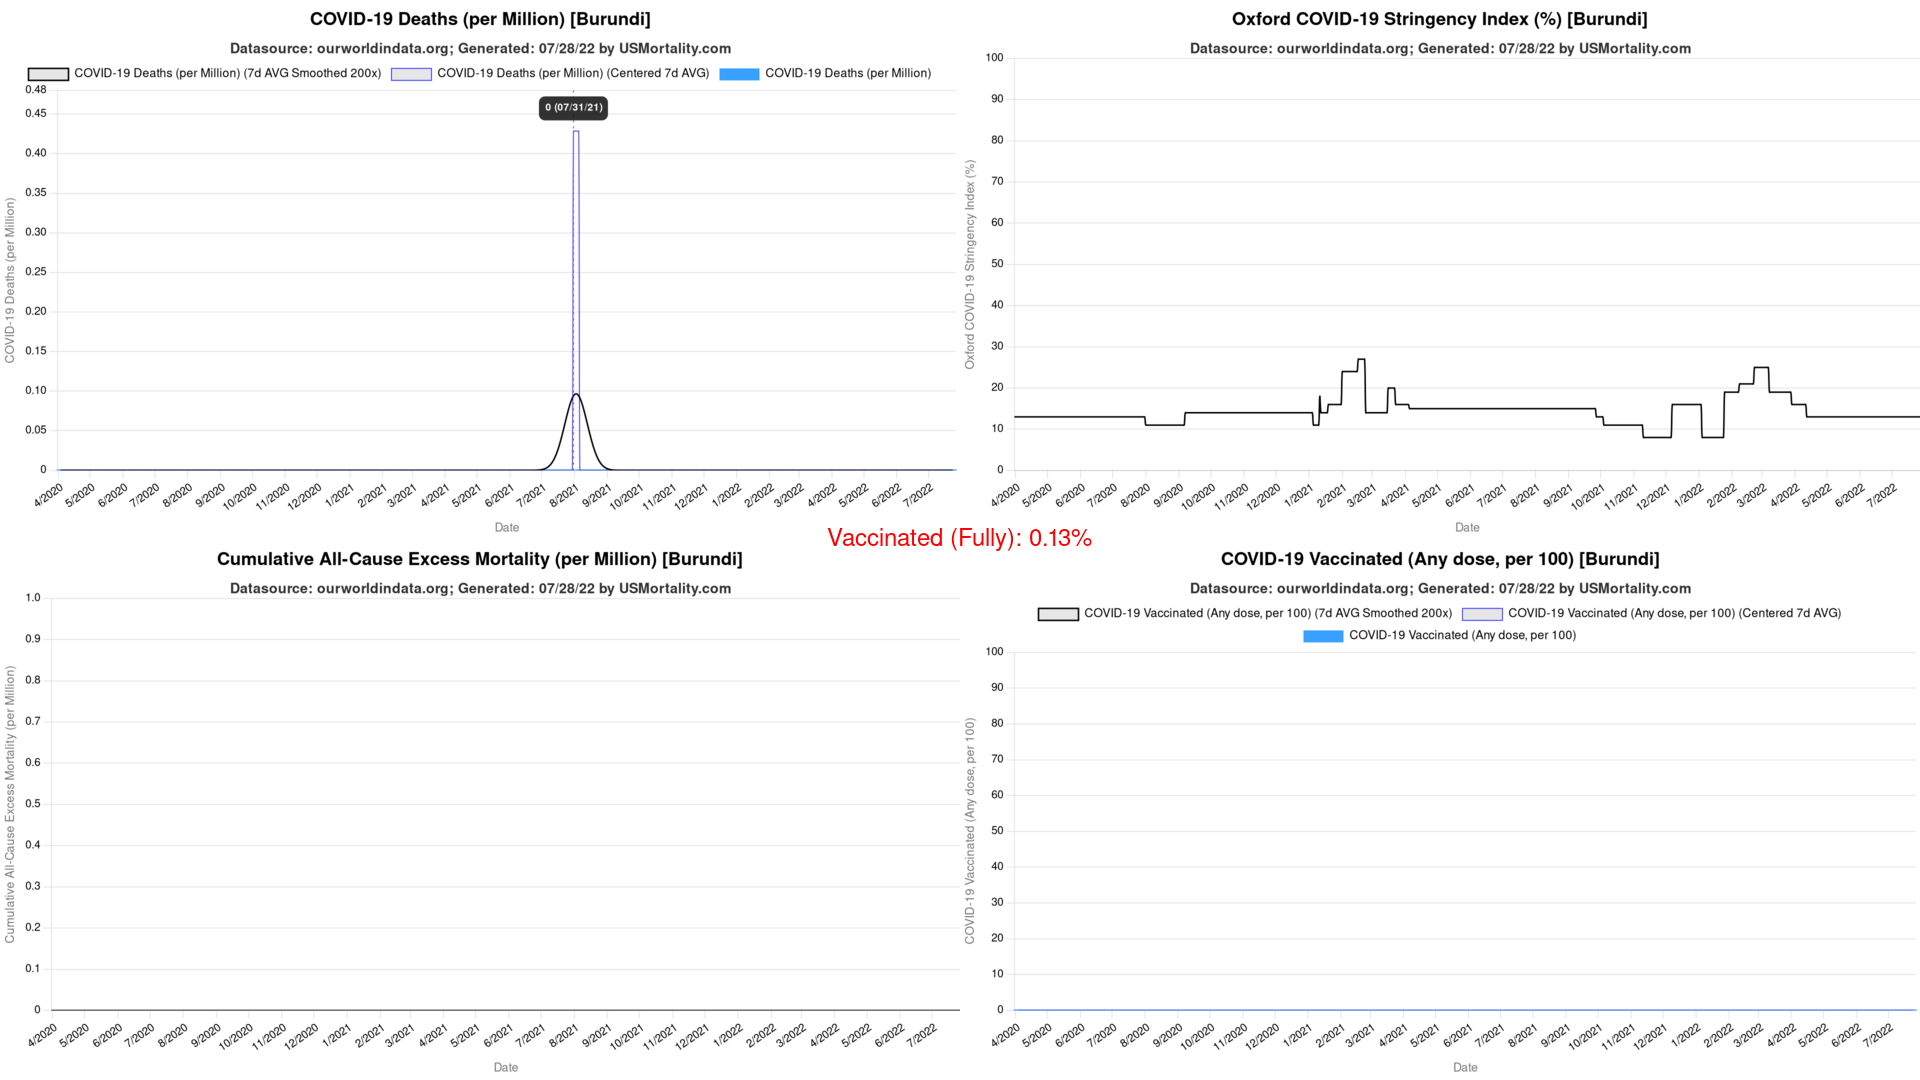 COVID-19 Deaths (per Million) [Burundi]
Datasource: ourworldindata.org; Generated: 07/28/22 by USMortality.com
COVID-19 Deaths (per Million) (7d AVG Smoothed 200x) COVID-19 Deaths (per Million) (Centered 7d AVG) COVID-19 Deaths (per Million)
0.48
0.45
0.40
0.35
0.30
0.25
0.20
0.15
0.10
0.05
0
COVID-19 Deaths (per Million)
0 (07/31/21)
4/2020 5/2020 6/2020 7/2020 8/2020 9/2020 10/2020 11/2020 12/2020 1/2021 2/2021 3/2021 4/2021 5/2021 6/2021 7/2021 8/2021 9/2021 10/2021 11/2021 12/2021 1/2022 2/2022 3/2022 4/2022 5/2022 6/2022 7/2022
Date
Oxford COVID-19 Stringency Index (%) [Burundi]
Datasource: ourworldindata.org; Generated: 07/28/22 by USMortality.com
100
90
80
70
60
50
40
30
20
10
0
Oxford COVID-19 Stringency Index (%)
4/2020 5/2020 6/2020 7/2020 8/2020 9/2020 10/2020 11/2020 12/2020 1/2021 2/2021 3/2021 4/2021 5/2021 6/2021 7/2021 8/2021 9/2021 10/2021 11/2021 12/2021 1/2022 2/2022 3/2022 4/2022 5/2022 6/2022 7/2022
Date
Vaccinated (Fully): 0.13%
Cumulative All-Cause Excess Mortality (per Million) [Burundi]
Datasource: ourworldindata.org; Generated: 07/28/22 by USMortality.com
1.0
0.9
0.8
0.7
0.6
0.5
0.4
0.3
0.2
0.1
0
Cumulative All-Cause Excess Mortality (per Million)
4/2020 5/2020 6/2020 7/2020 8/2020 9/2020 10/2020 11/2020 12/2020 1/2021 2/2021 3/2021 4/2021 5/2021 6/2021 7/2021 8/2021 9/2021 10/2021 11/2021 12/2021 1/2022 2/2022 3/2022 4/2022 5/2022 6/2022 7/2022
Date
COVID-19 Vaccinated (Any dose, per 100) [Burundi]
Datasource: ourworldindata.org; Generated: 07/28/22 by USMortality.com
COVID-19 Vaccinated (Any dose, per 100) (7d AVG Smoothed 200x) COVID-19 Vaccinated (Any dose, per 100) (Centered 7d AVG)
COVID-19 Vaccinated (Any dose, per 100)
100
90
80
70
60
50
40
30
20
10
0
COVID-19 Vaccinated (Any dose, per 100)
4/2020 5/2020 6/2020 7/2020 8/2020 9/2020 10/2020 11/2020 12/2020 1/2021 2/2021 3/2021 4/2021 5/2021 6/2021 7/2021 8/2021 9/2021 10/2021 11/2021 12/2021 1/2022 2/2022 3/2022 4/2022 5/2022 6/2022 7/2022
Date